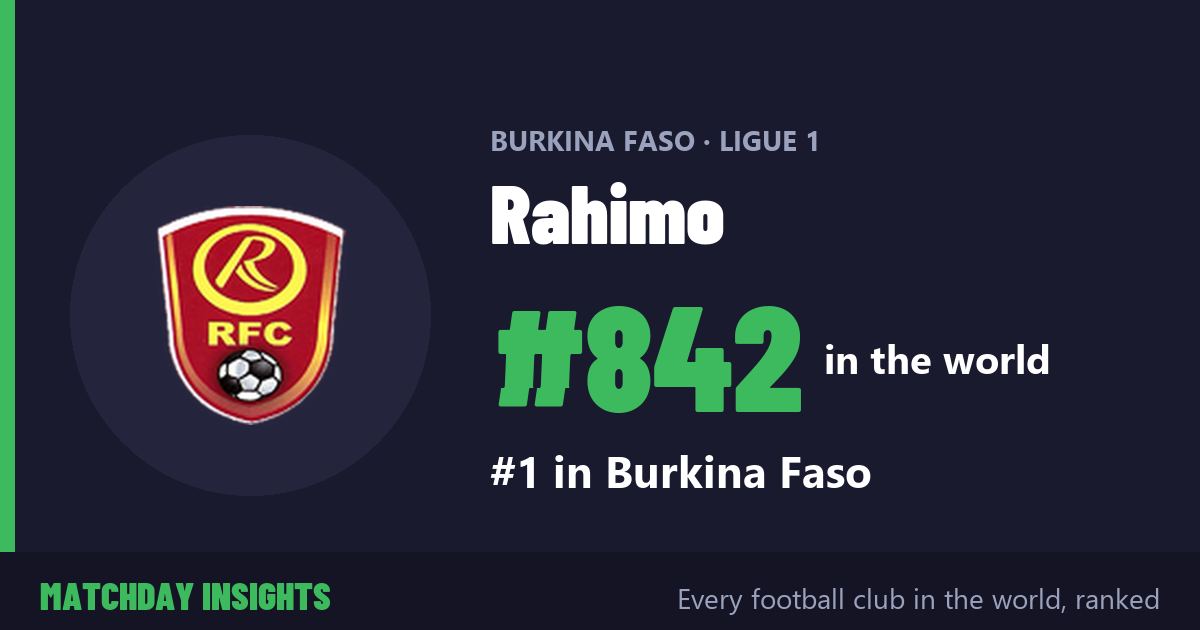 BURKINA FASO · LIGUE 1
Rahimo
R
RFC
#842 in the world
#1 in Burkina Faso
MATCHDAY INSIGHTS
Every football club in the world, ranked